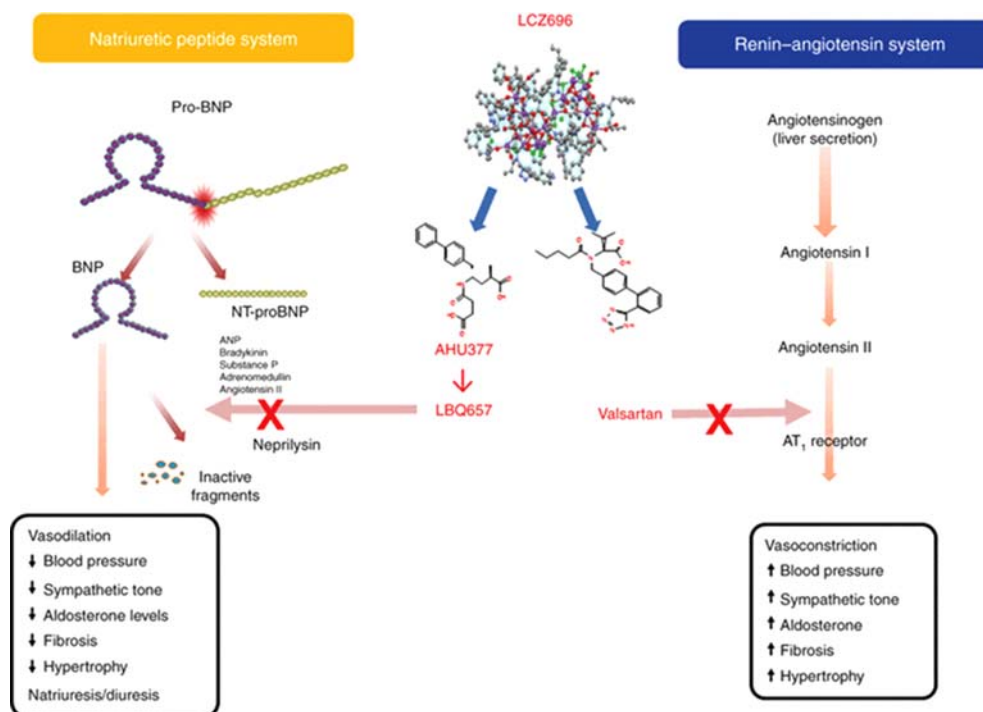 LCZ696
Natriuretic peptide system
Renin–angiotensin system
Pro-BNP
Angiotensinogen
(liver secretion)
BNP
NT-proBNP
Angiotensin I
ANP
Bradykinin
Substance P
Adrenomedullin
Angiotensin II
AHU377
Angiotensin II
LBQ657
Valsartan
X
X
Neprilysin
AT1 receptor
Inactive
fragments
Vasodilation
↓ Blood pressure
↓ Sympathetic tone
↓ Aldosterone levels
↓ Fibrosis
↓ Hypertrophy
Natriuresis/diuresis
Vasoconstriction
↑ Blood pressure
↑ Sympathetic tone
↑ Aldosterone
↑ Fibrosis
↑ Hypertrophy